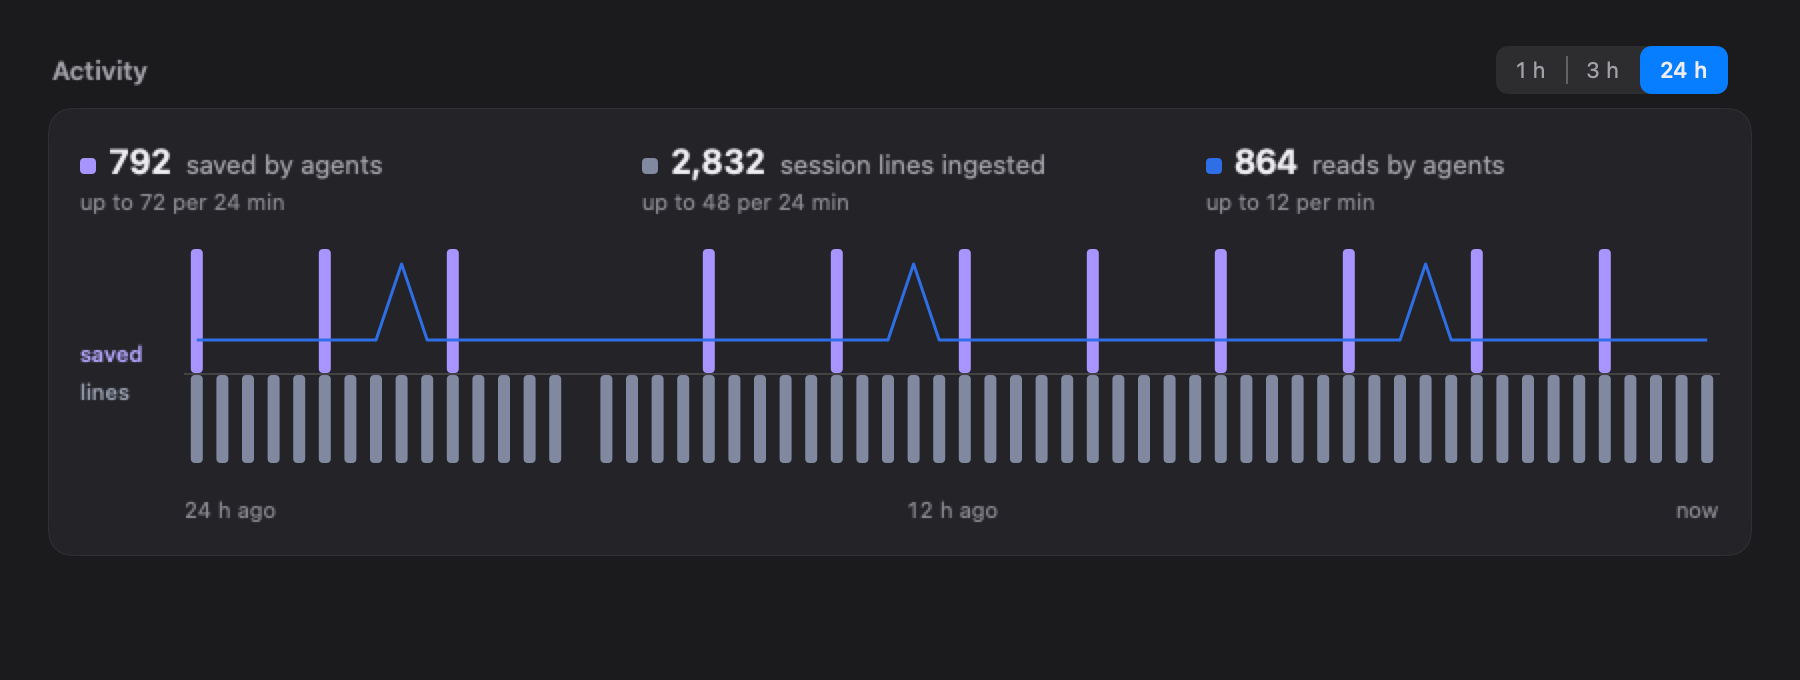 Activity
1 h
3 h
24 h
792 saved by agents
up to 72 per 24 min
2,832 session lines ingested
up to 48 per 24 min
864 reads by agents
up to 12 per min
saved
lines
24 h ago
12 h ago
now